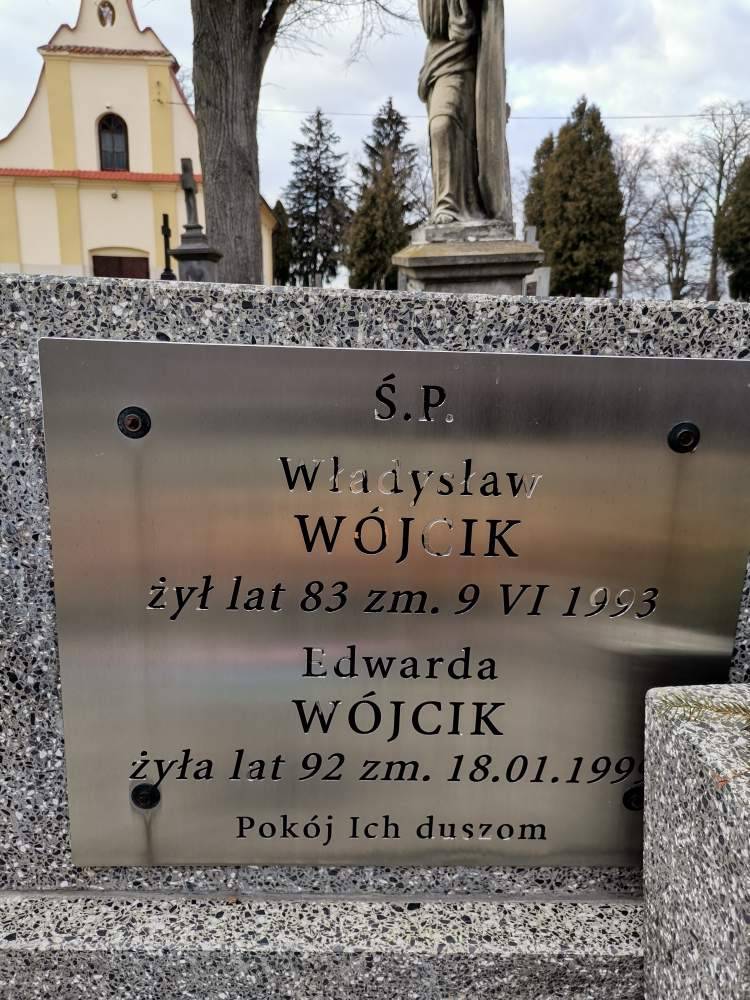 Ś.P.
Władysław
WÓJCIK
żył lat 83 zm. 9 VI 1993
Edwarda
WÓJCIK
żyła lat 92 zm. 18.01.1999
Pokój Ich duszom